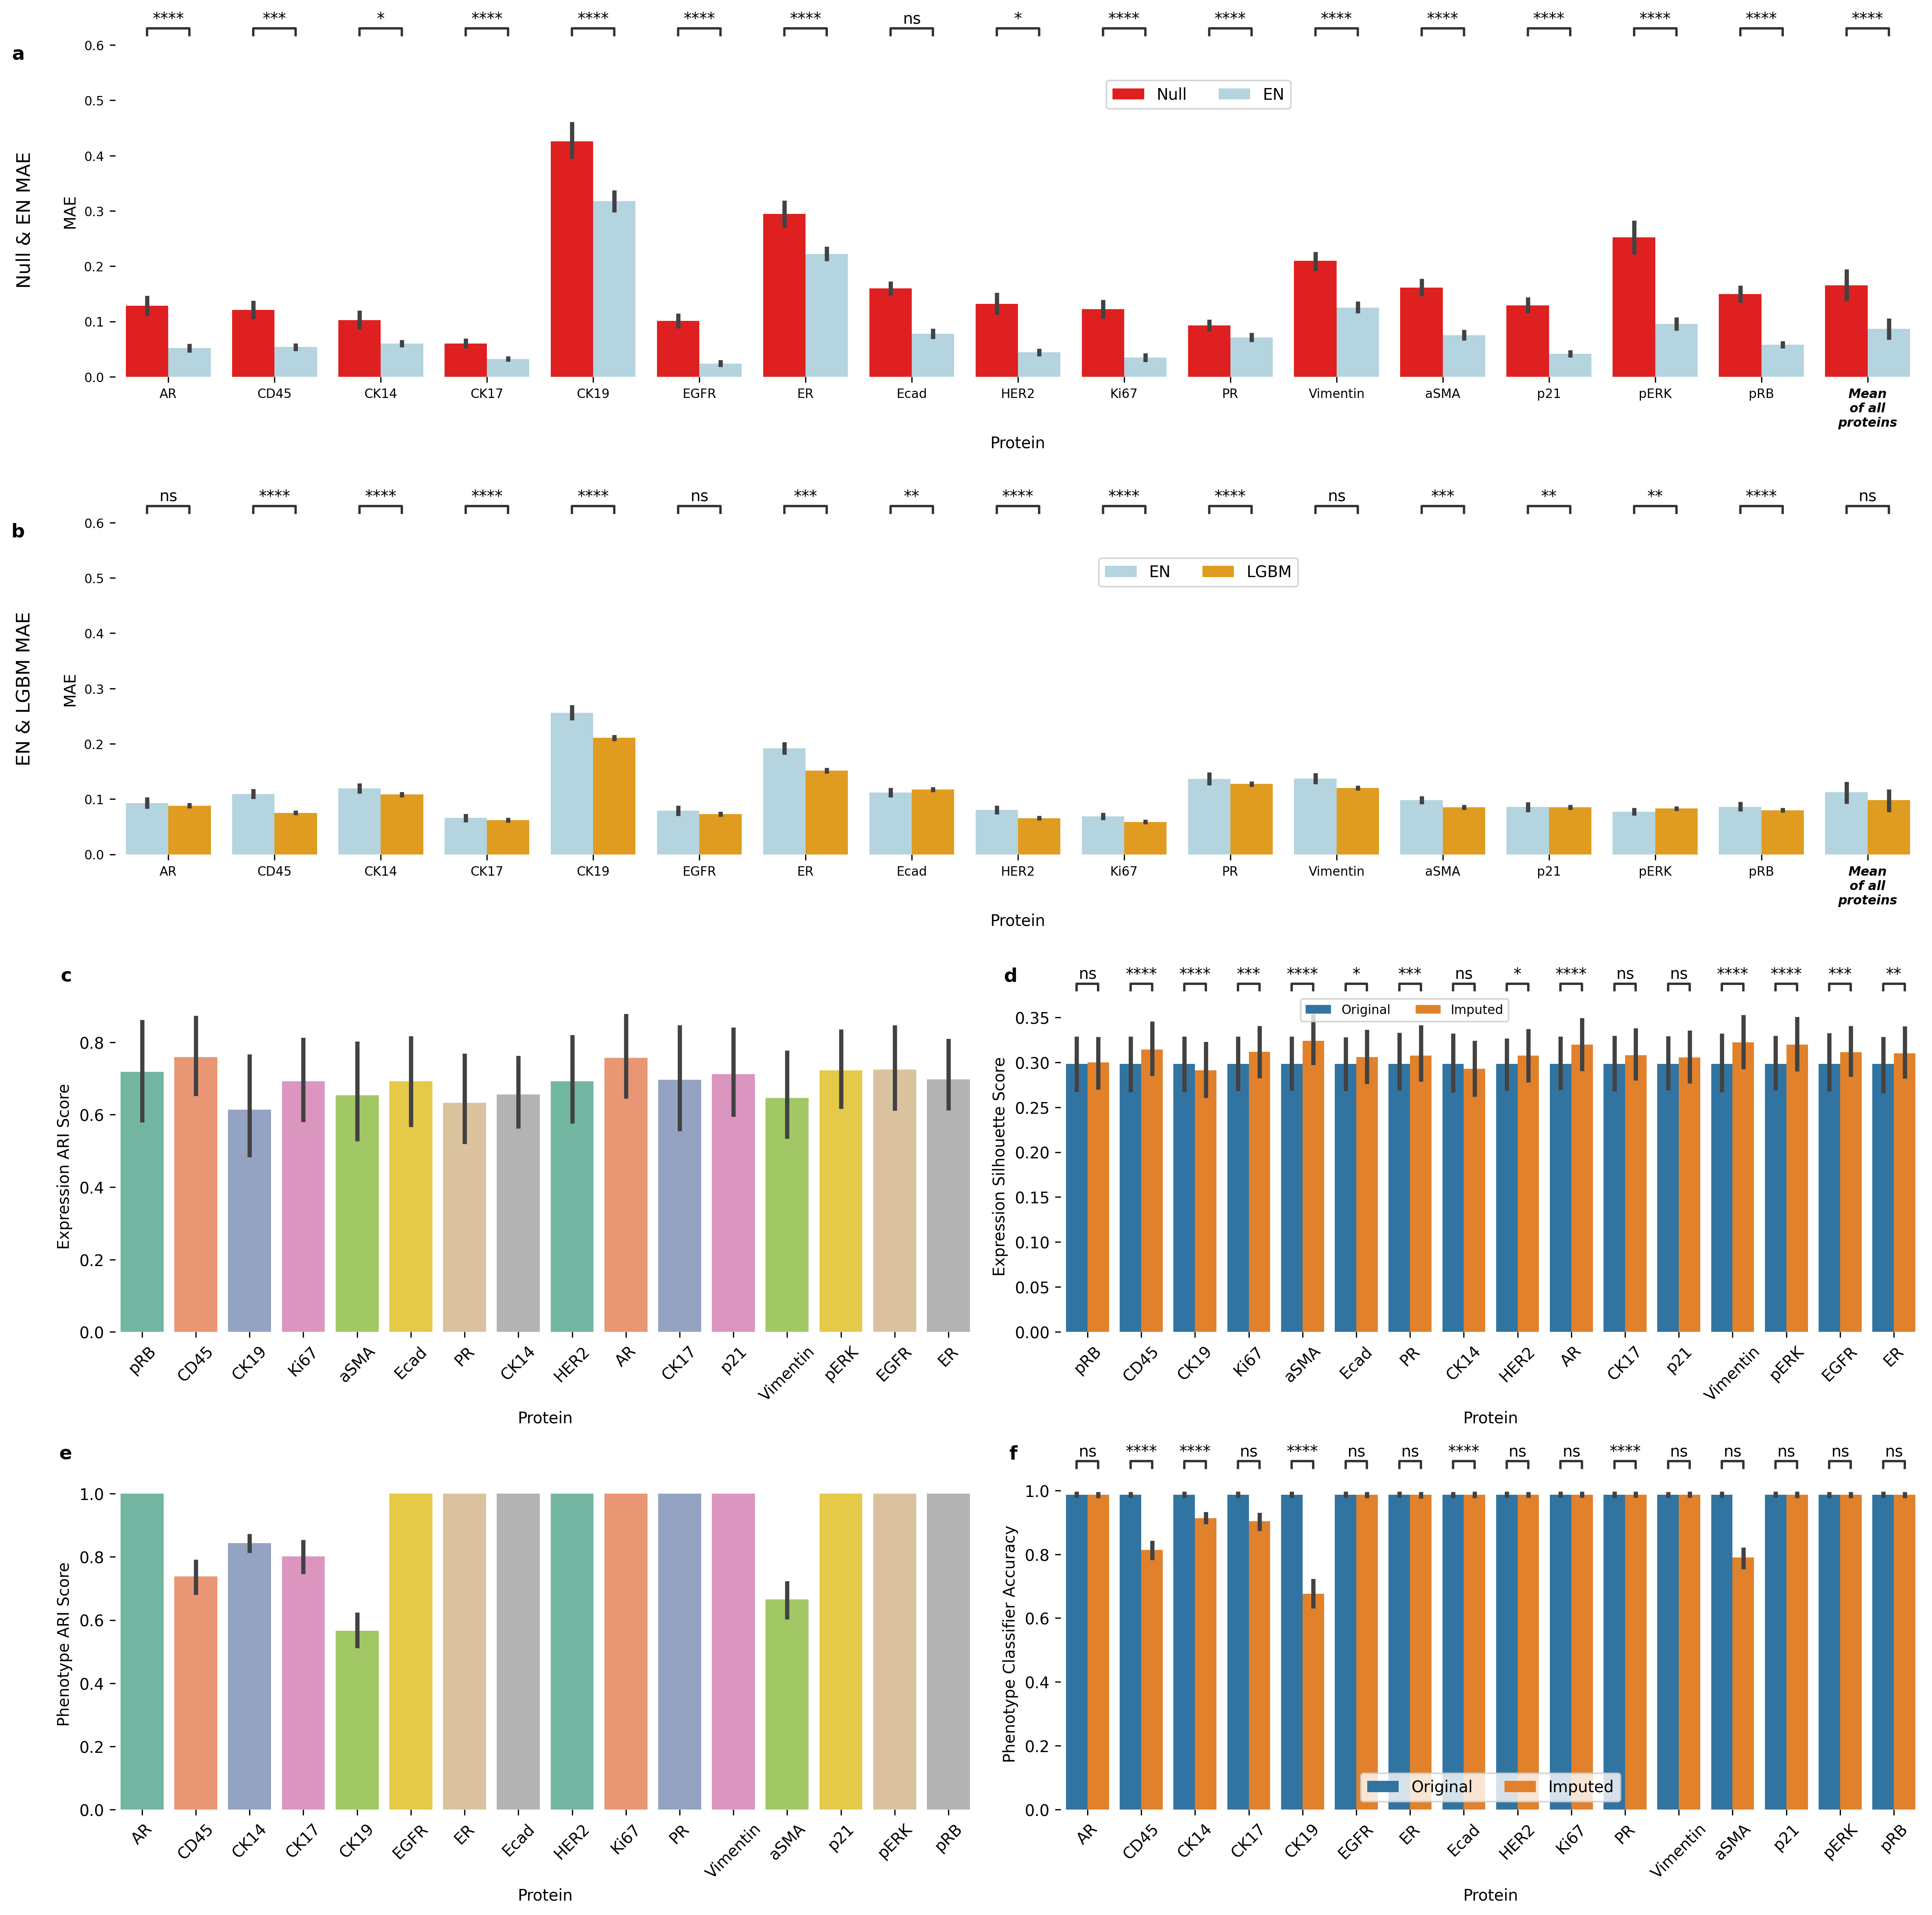 **** *** * **** **** **** **** ns * **** **** **** **** **** **** **** ****
a
0.6
0.5
0.4
0.3
0.2
0.1
0.0
Null & EN MAE
MAE
Null EN
AR CD45 CK14 CK17 CK19 EGFR ER Ecad HER2 Ki67 PR Vimentin aSMA p21 pERK pRB Mean
of all
proteins
Protein
ns **** **** **** **** ns *** ** **** **** **** ns *** ** ** **** ns
b
0.6
0.5
0.4
0.3
0.2
0.1
0.0
EN & LGBM MAE
MAE
EN LGBM
AR CD45 CK14 CK17 CK19 EGFR ER Ecad HER2 Ki67 PR Vimentin aSMA p21 pERK pRB Mean
of all
proteins
Protein
c
0.8
0.6
0.4
0.2
0.0
Expression ARI Score
pRB CD45 CK19 Ki67 aSMA Ecad PR CK14 HER2 AR CK17 p21 Vimentin pERK EGFR ER
Protein
d
ns **** **** *** **** * *** ns * **** ns ns **** **** *** **
Original Imputed
0.35
0.30
0.25
0.20
0.15
0.10
0.05
0.00
Expression Silhouette Score
pRB CD45 CK19 Ki67 aSMA Ecad PR CK14 HER2 AR CK17 p21 Vimentin pERK EGFR ER
Protein
e
1.0
0.8
0.6
0.4
0.2
0.0
Phenotype ARI Score
AR CD45 CK14 CK17 CK19 EGFR ER Ecad HER2 Ki67 PR Vimentin aSMA p21 pERK pRB
Protein
f
ns **** **** ns **** ns ns **** ns ns **** ns ns ns ns ns
1.0
0.8
0.6
0.4
0.2
0.0
Phenotype Classifier Accuracy
Original Imputed
AR CD45 CK14 CK17 CK19 EGFR ER Ecad HER2 Ki67 PR Vimentin aSMA p21 pERK pRB
Protein